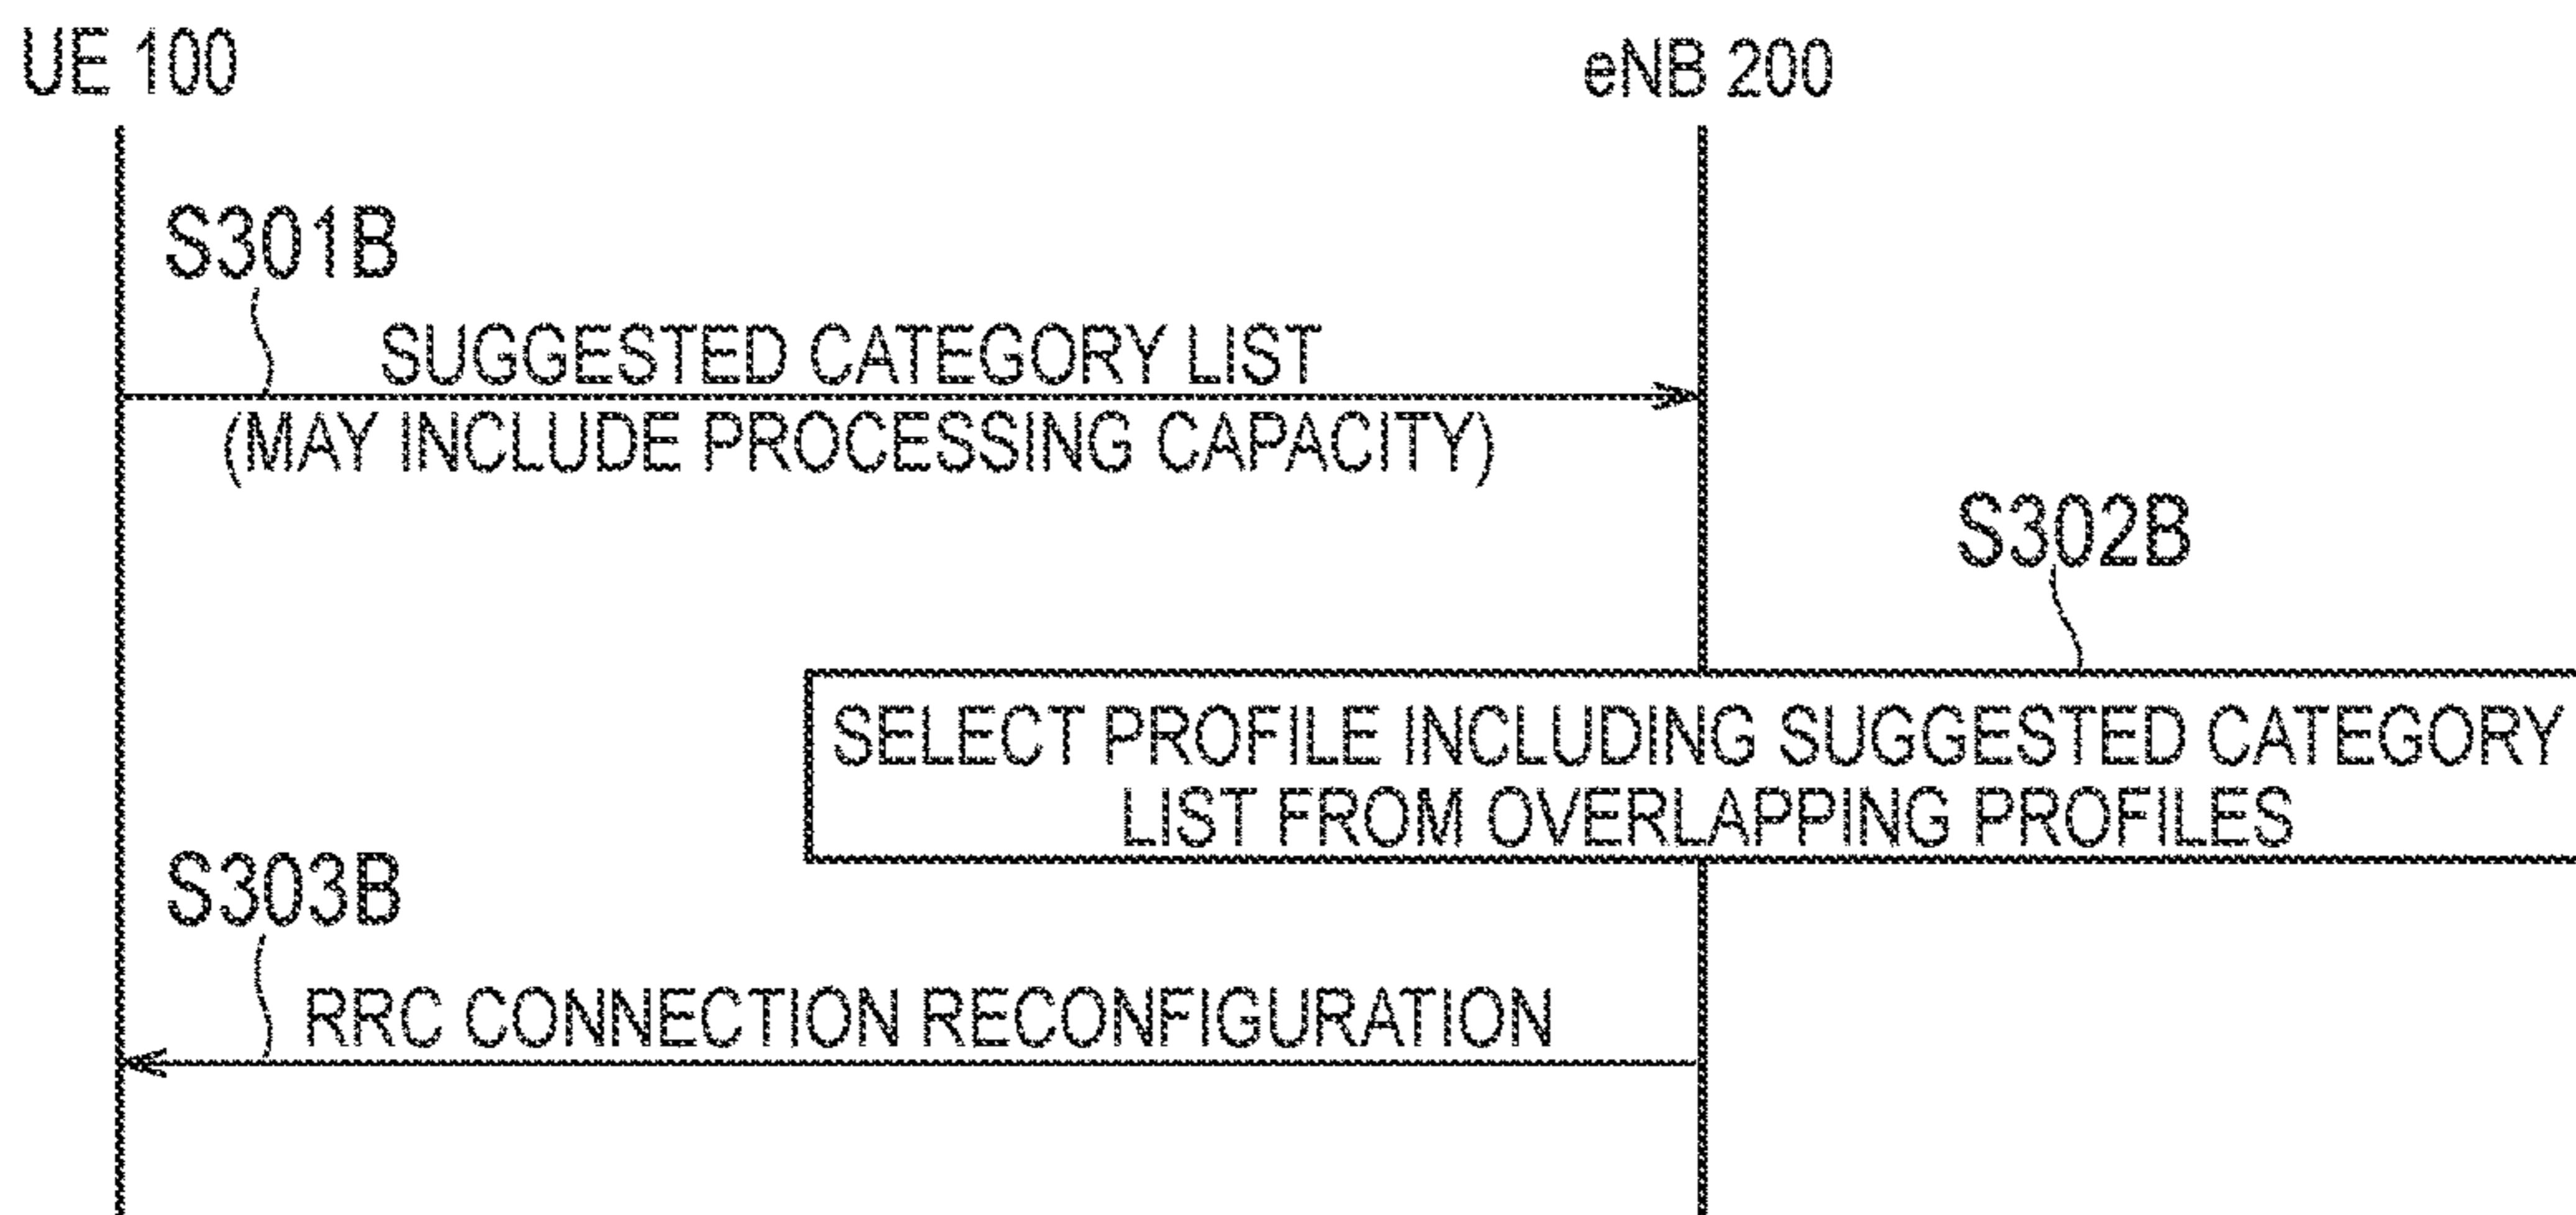 UE 100
eNB 200
S301B
SUGGESTED CATEGORY LIST
(MAY INCLUDE PROCESSING CAPACITY)
S302B
SELECT PROFILE INCLUDING SUGGESTED CATEGORY
LIST FROM OVERLAPPING PROFILES
S303B
RRC CONNECTION RECONFIGURATION